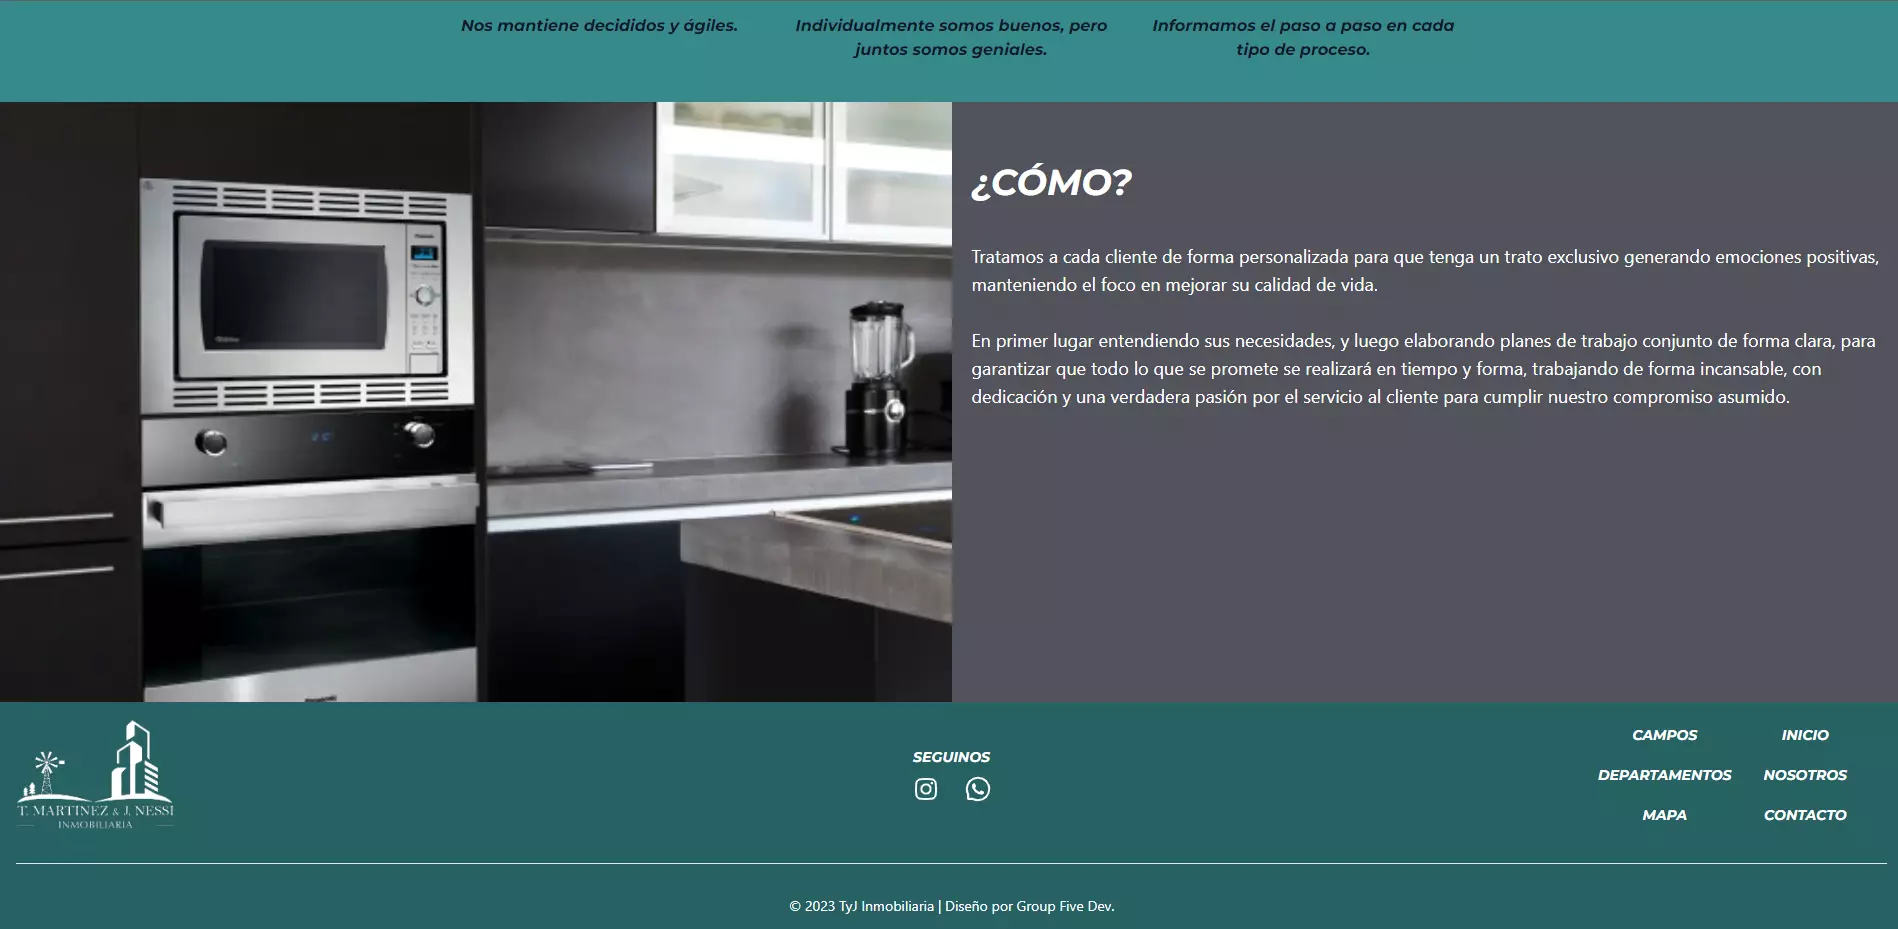 Nos mantiene decididos y ágiles.
Individualmente somos buenos, pero
juntos somos geniales.
Informamos el paso a paso en cada
tipo de proceso.
¿CÓMO?
Tratamos a cada cliente de forma personalizada para que tenga un trato exclusivo generando emociones positivas,
manteniendo el foco en mejorar su calidad de vida.
En primer lugar entendiendo sus necesidades, y luego elaborando planes de trabajo conjunto de forma clara, para
garantizar que todo lo que se promete se realizará en tiempo y forma, trabajando de forma incansable, con
dedicación y una verdadera pasión por el servicio al cliente para cumplir nuestro compromiso asumido.
T. MARTINEZ & J. NESSI
INMOBILIARIA
SEGUINOS
CAMPOS
INICIO
DEPARTAMENTOS
NOSOTROS
MAPA
CONTACTO
© 2023 TyJ Inmobiliaria | Diseño por Group Five Dev.